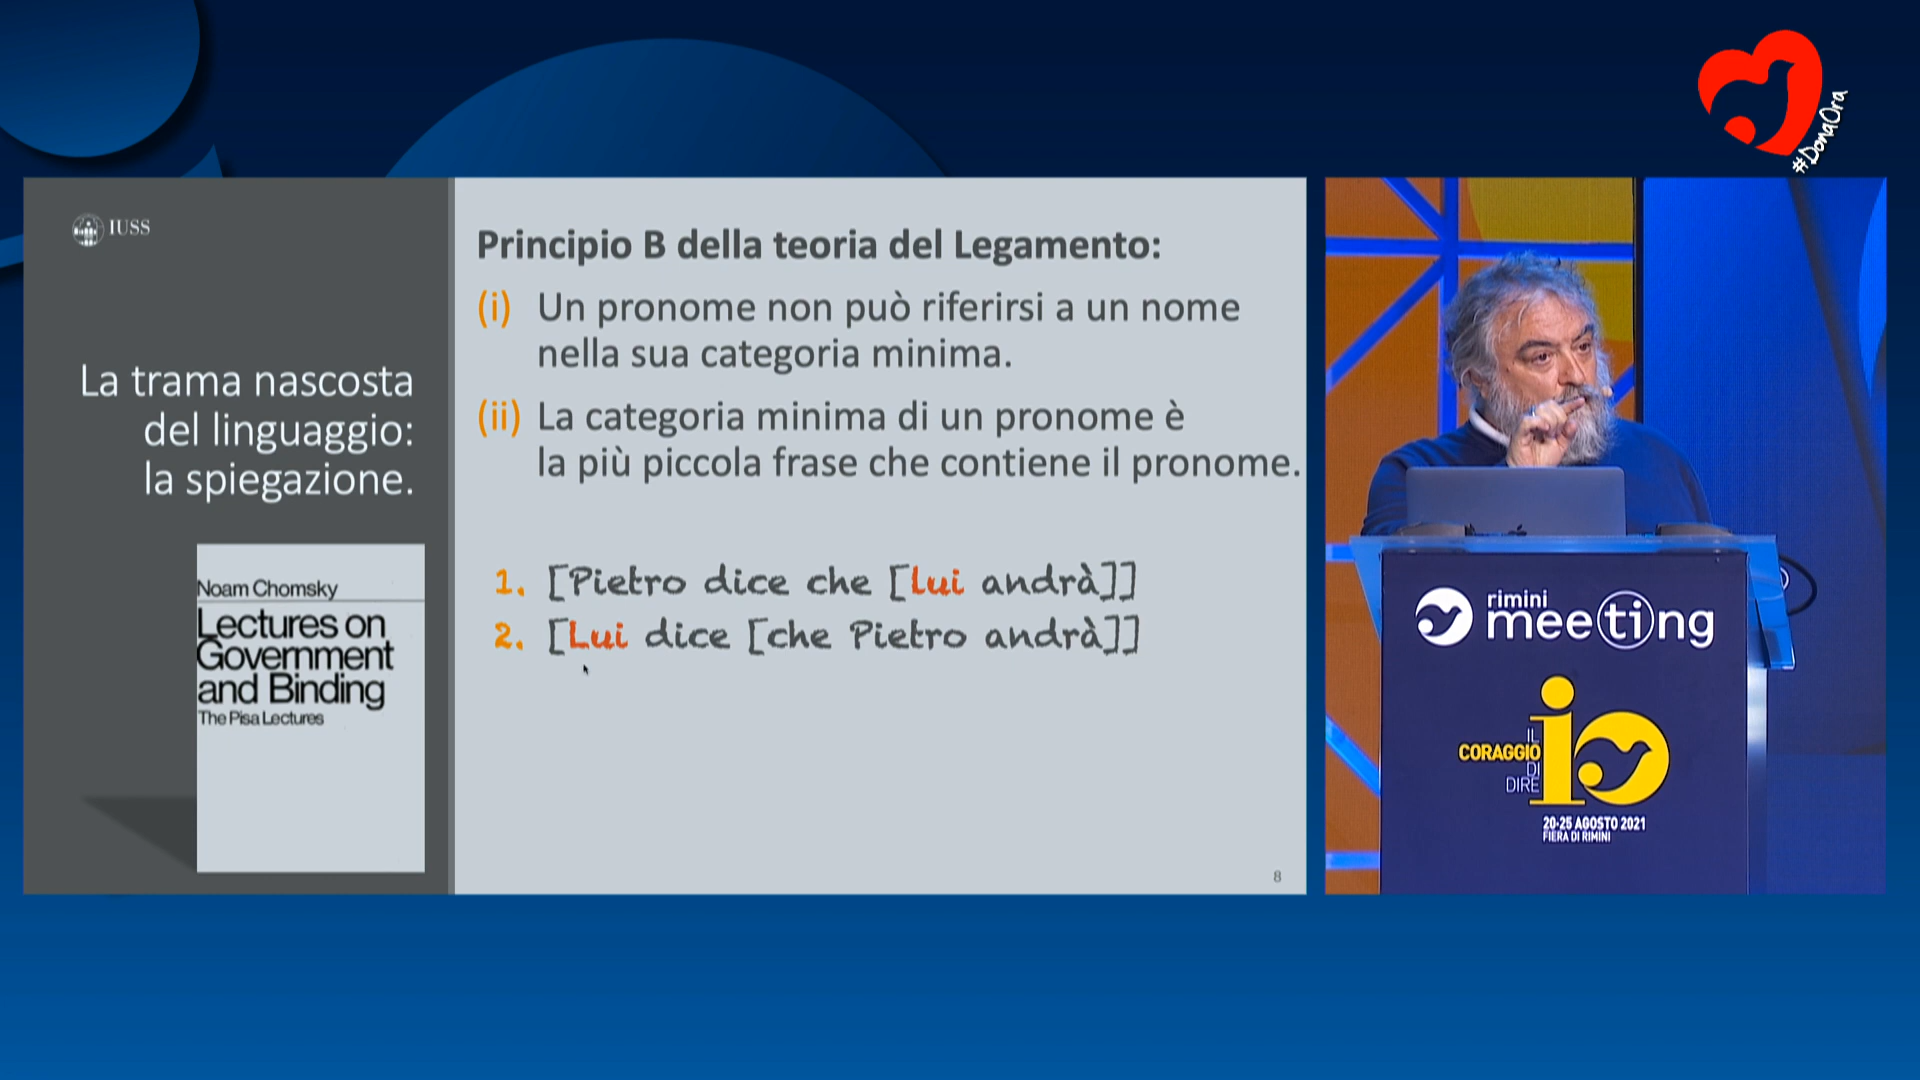 #DonaOra
IUSS
La trama nascosta
del linguaggio:
la spiegazione.
Noam Chomsky
Lectures on
Government
and Binding
The Pisa Lectures
Principio B della teoria del Legamento:
(i) Un pronome non può riferirsi a un nome
nella sua categoria minima.
(ii) La categoria minima di un pronome è
la più piccola frase che contiene il pronome.
1. [Pietro dice che [lui andrà]]
2. [Lui dice [che Pietro andrà]]
8
rimini
meeting
IL
CORAGGIO
DI
DIRE
io
20-25 AGOSTO 2021
FIERA DI RIMINI